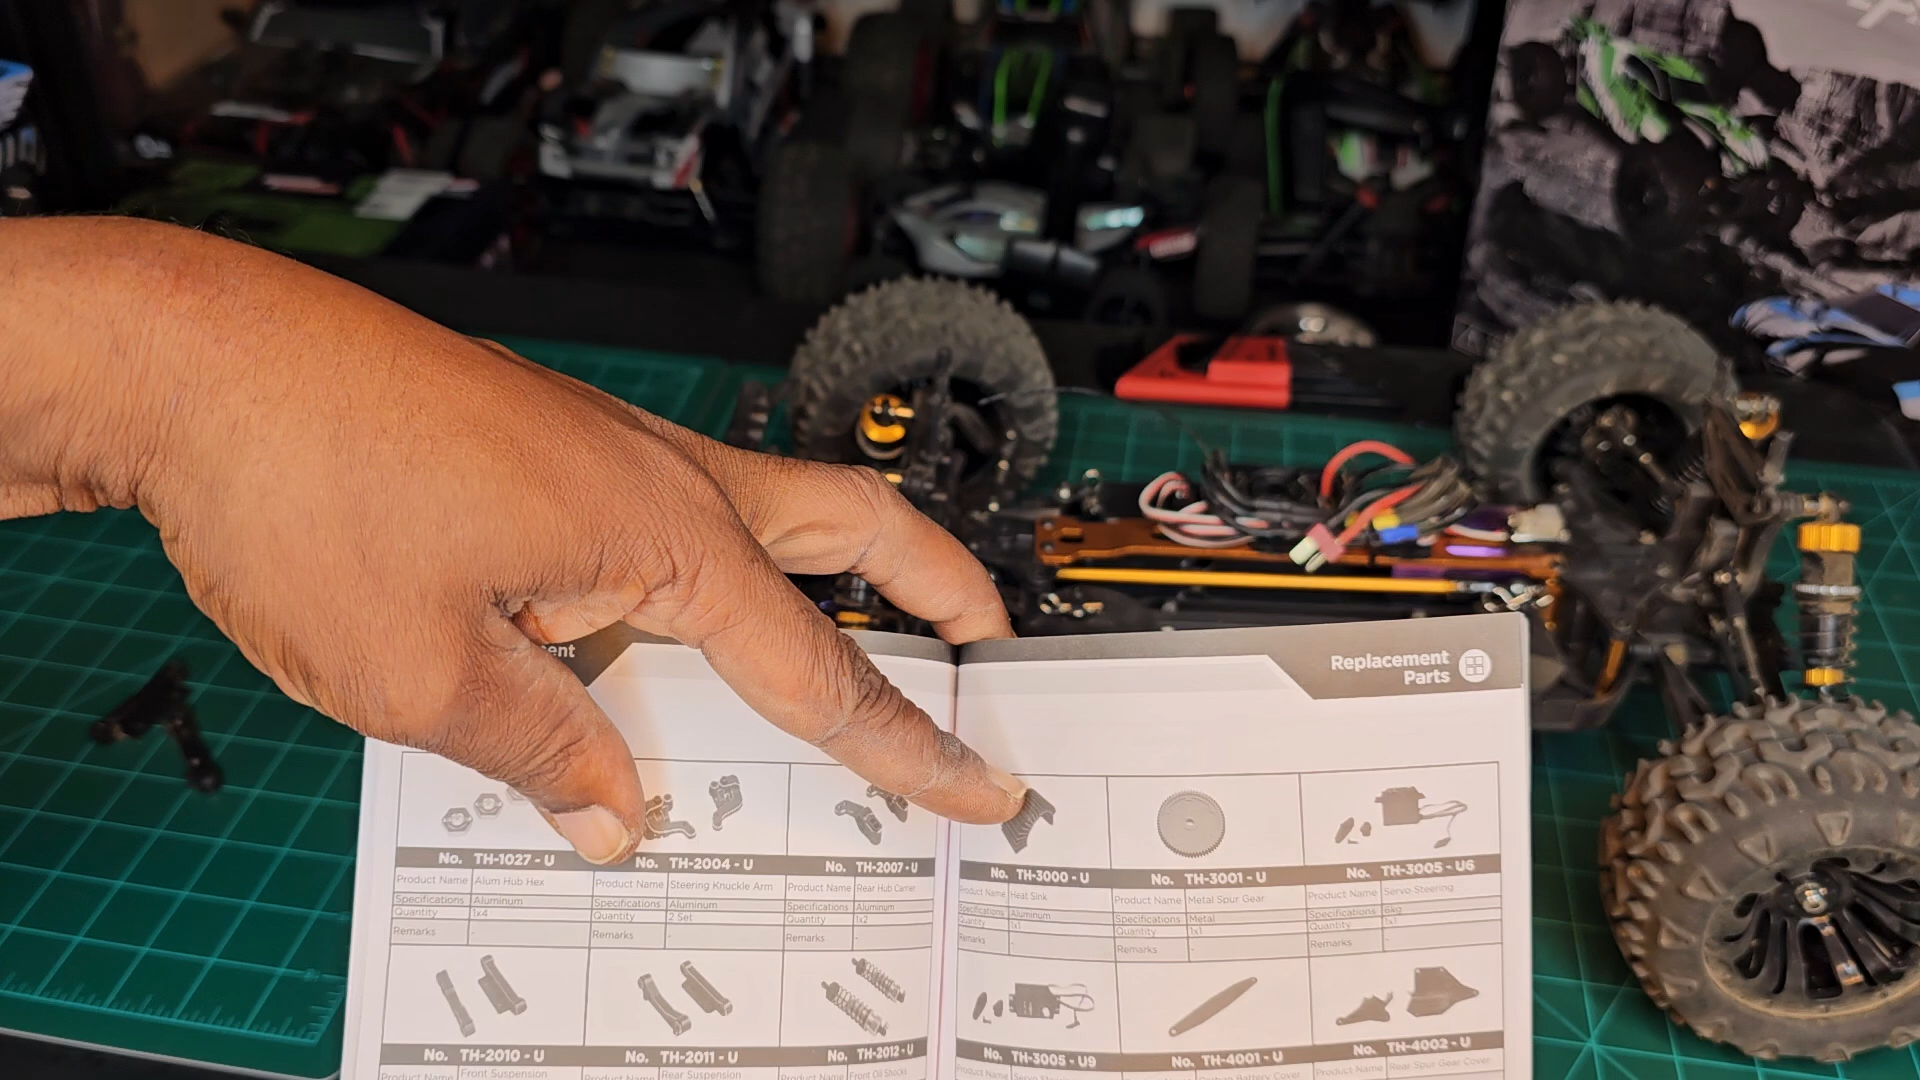 ent
Replacement
Parts
No. TH-1027 - U
Product Name Alum Hub Hex
Specifications Aluminum
Quantity 1x4
Remarks -
No. TH-2004 - U
Product Name Steering Knuckle Arm
Specifications Aluminum
Quantity 2 Set
Remarks -
No. TH-2007 - U
Product Name Rear Hub Carrier
Specifications Aluminum
Quantity 1x2
Remarks -
No. TH-3000 - U
Product Name Heat Sink
Specifications Aluminum
Quantity 1x1
Remarks -
No. TH-3001 - U
Product Name Metal Spur Gear
Specifications Metal
Quantity 1x1
Remarks -
No. TH-3005 - U6
Product Name Servo Steering
Specifications 6kg
Quantity 1x1
Remarks -
No. TH-2010 - U
Product Name Front Suspension
No. TH-2011 - U
Product Name Rear Suspension
No. TH-2012 - U
Product Name Front Oil Shocks
No. TH-3005 - U9
Product Name Servo
No. TH-4001 - U
Product Name Carbon Battery Cover
No. TH-4002 - U
Product Name Rear Spur Gear Cover